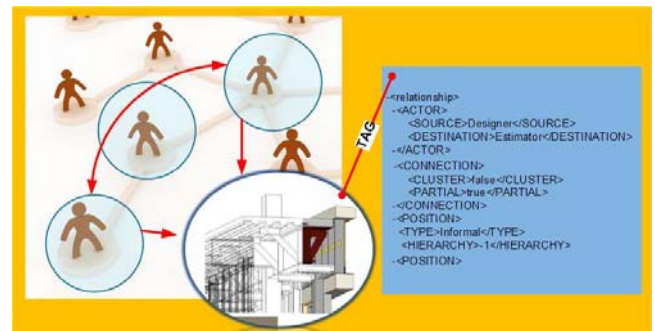 TAG
-<relationship>
-<ACTOR>
<SOURCE>Designer</SOURCE>
<DESTINATION>Estimator</DESTINATION>
-</ACTOR>
-<CONNECTION>
<CLUSTER>false</CLUSTER>
<PARTIAL>true</PARTIAL>
-</CONNECTION>
-<POSITION>
<TYPE>Informal</TYPE>
<HIERARCHY>-1</HIERARCHY>
-<POSITION>